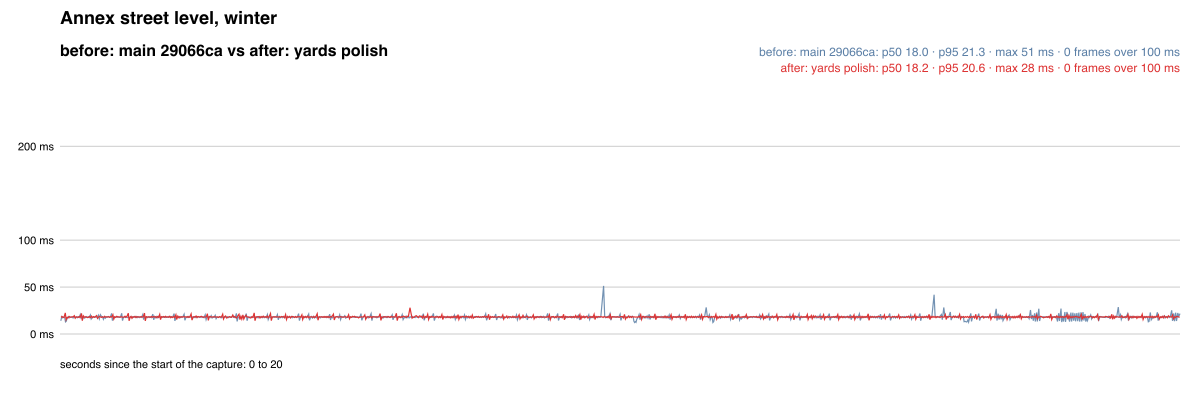 Annex street level, winter
before: main 29066ca vs after: yards polish
before: main 29066ca: p50 18.0 · p95 21.3 · max 51 ms · 0 frames over 100 ms
after: yards polish: p50 18.2 · p95 20.6 · max 28 ms · 0 frames over 100 ms
200 ms
100 ms
50 ms
0 ms
seconds since the start of the capture: 0 to 20